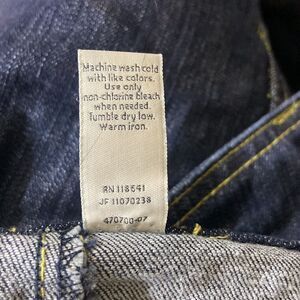 Machine wash cold
with like colors.
Use only
non-chlorine bleach
when needed.
Tumble dry low.
Warm iron.
RN 118641
JF 11070238
470700-07